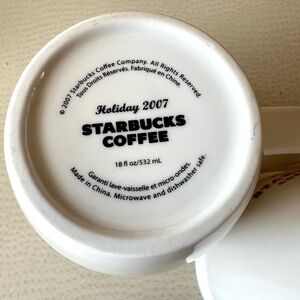 © 2007 Starbucks Coffee Company. All Rights Reserved.
Tous Droits Réservés. Fabriqué en Chine.
Holiday 2007
STARBUCKS
COFFEE
18 fl oz/532 mL
Garanti lave-vaisselle et micro-ondes.
Made in China. Microwave and dishwasher safe.